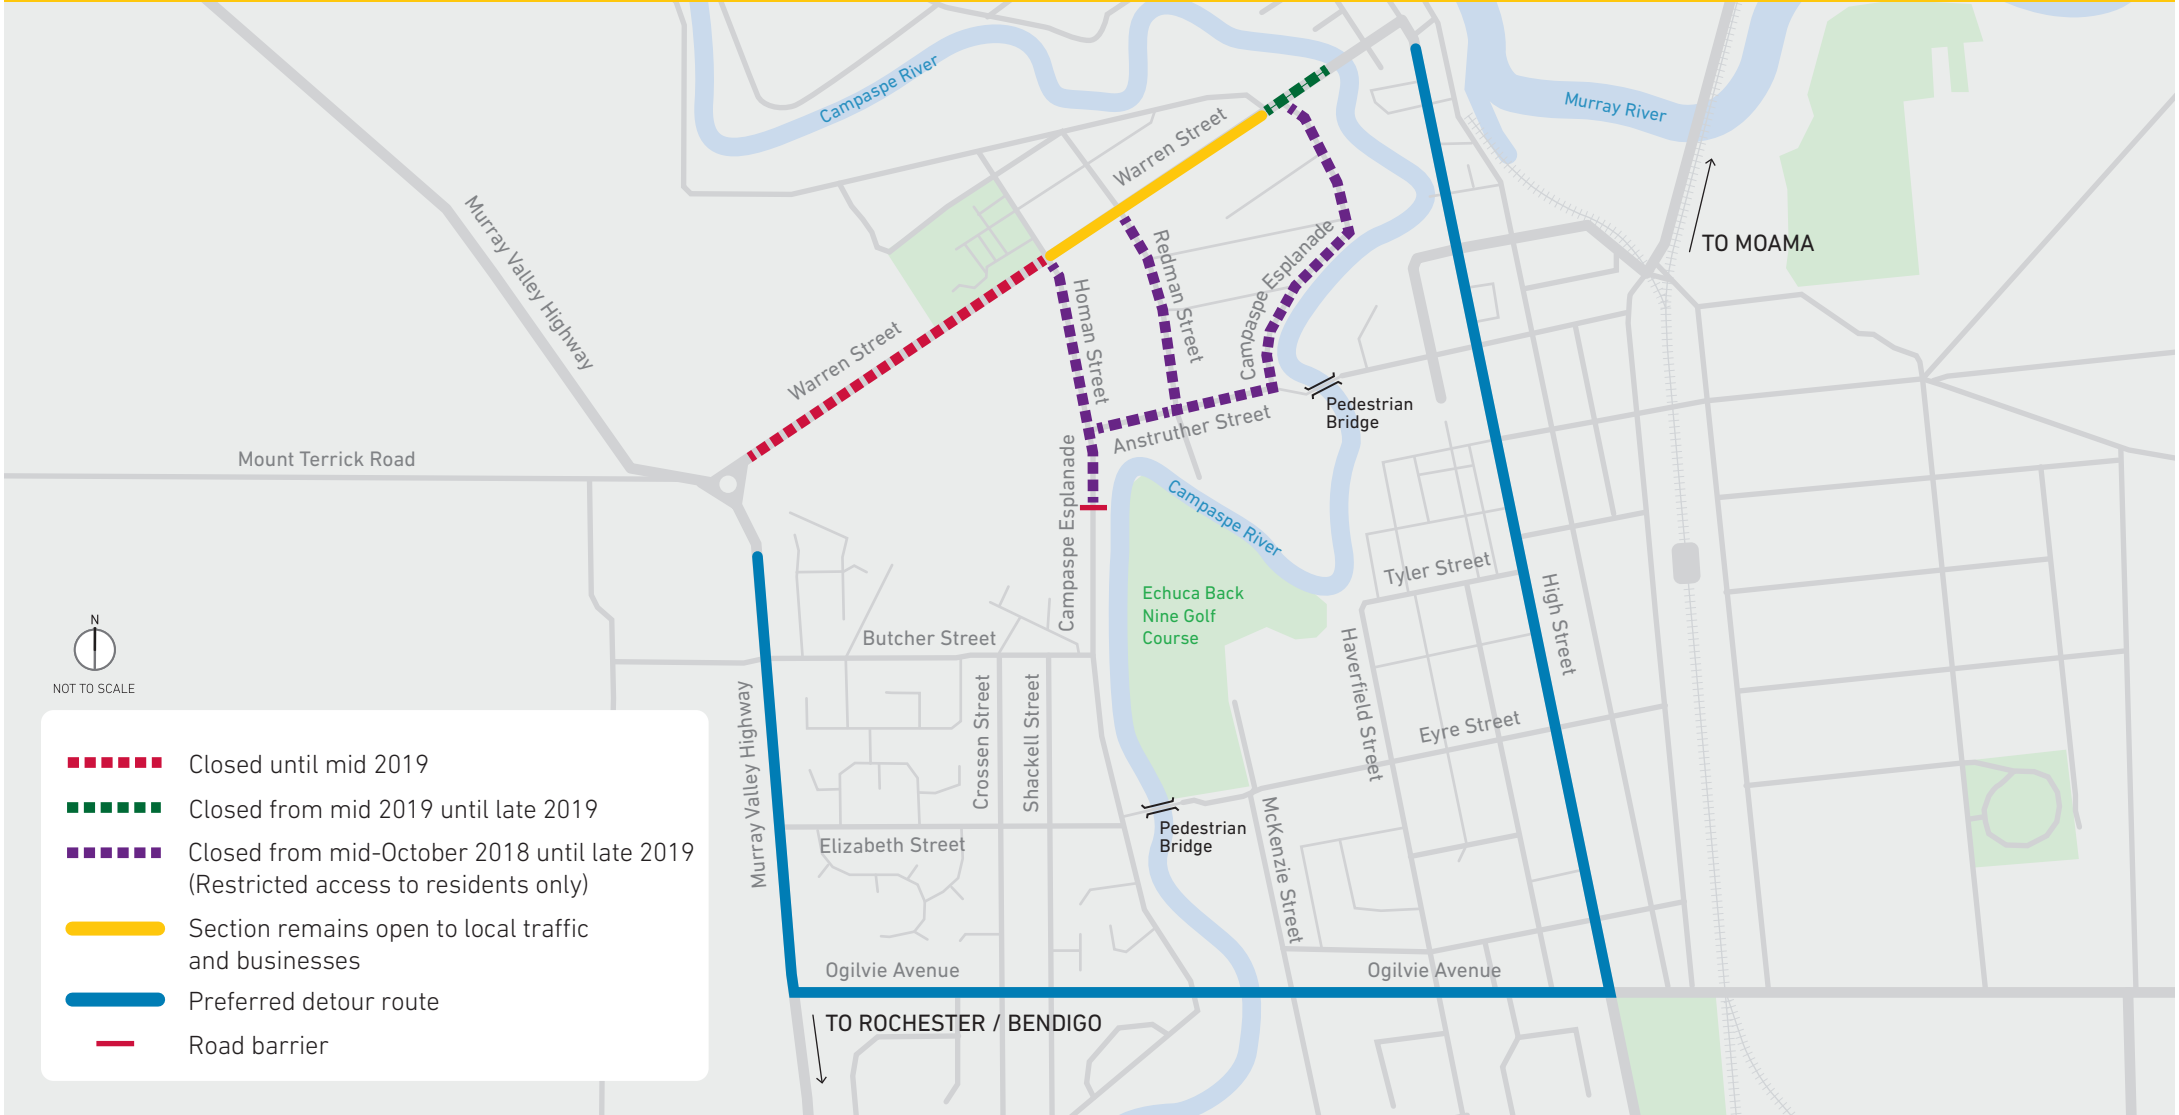 Campaspe River
Murray River
Warren Street
Murray Valley Highway
Redman Street
Campaspe Esplanade
TO MOAMA
Homan Street
Warren Street
Pedestrian
Bridge
Anstruther Street
Mount Terrick Road
Campaspe Esplanade
Campaspe River
Tyler Street
Echuca Back
Nine Golf
Course
High Street
N
NOT TO SCALE
Butcher Street
Haverfield Street
Crossen Street
Shackell Street
Murray Valley Highway
Eyre Street
McKenzie Street
Pedestrian
Bridge
Elizabeth Street
Ogilvie Avenue
Ogilvie Avenue
TO ROCHESTER / BENDIGO
Closed until mid 2019
Closed from mid 2019 until late 2019
Closed from mid-October 2018 until late 2019
(Restricted access to residents only)
Section remains open to local traffic
and businesses
Preferred detour route
Road barrier